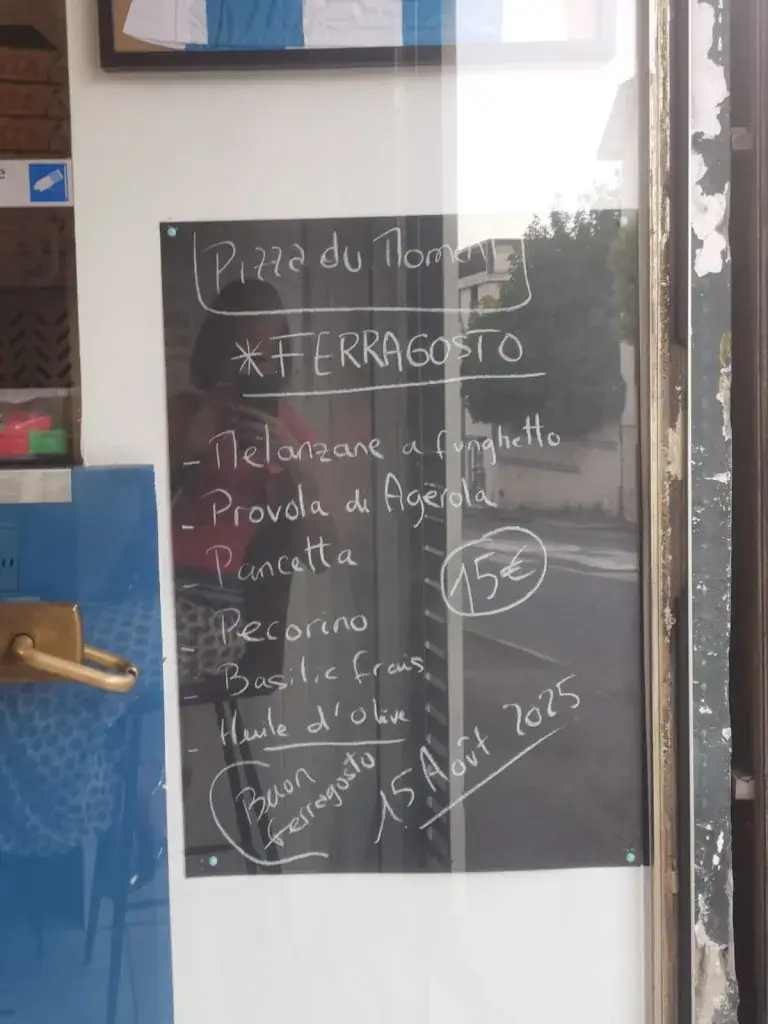 Pizza du Moment
*FERRAGOSTO
- Melanzane a funghetto
- Provola di Agerola
- Pancetta
15€
- Pecorino
- Basilic frais
- Huile d'Olive
Buon
Ferragosto
15 Août 2025